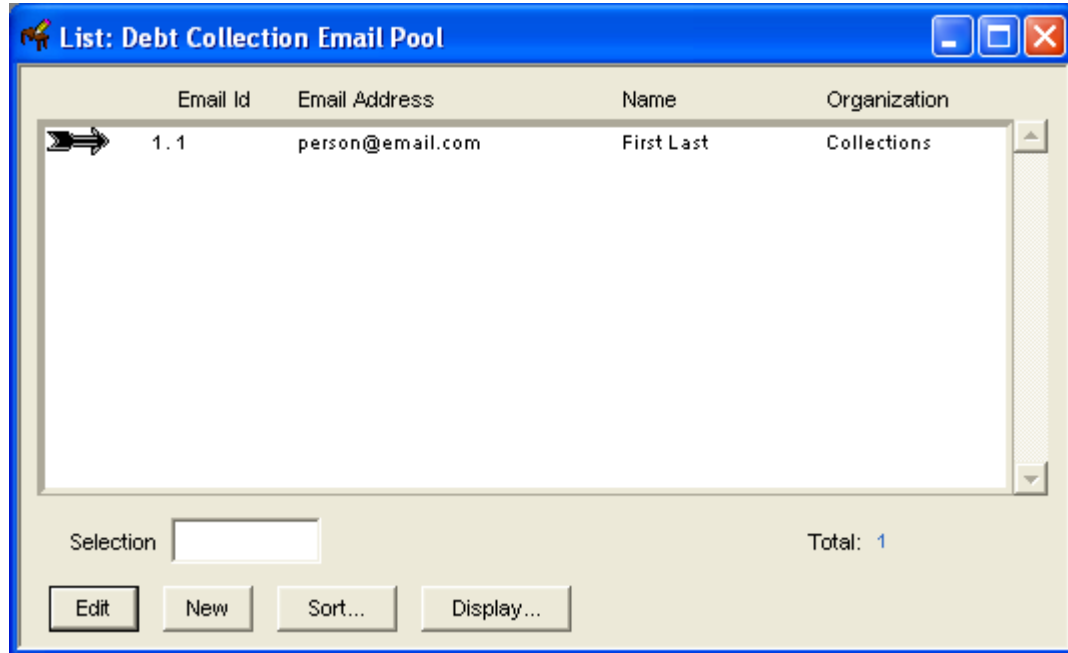 List: Debt Collection Email Pool
Email Id Email Address Name Organization
1.1 person@email.com First Last Collections
Selection Total: 1
Edit New Sort... Display...